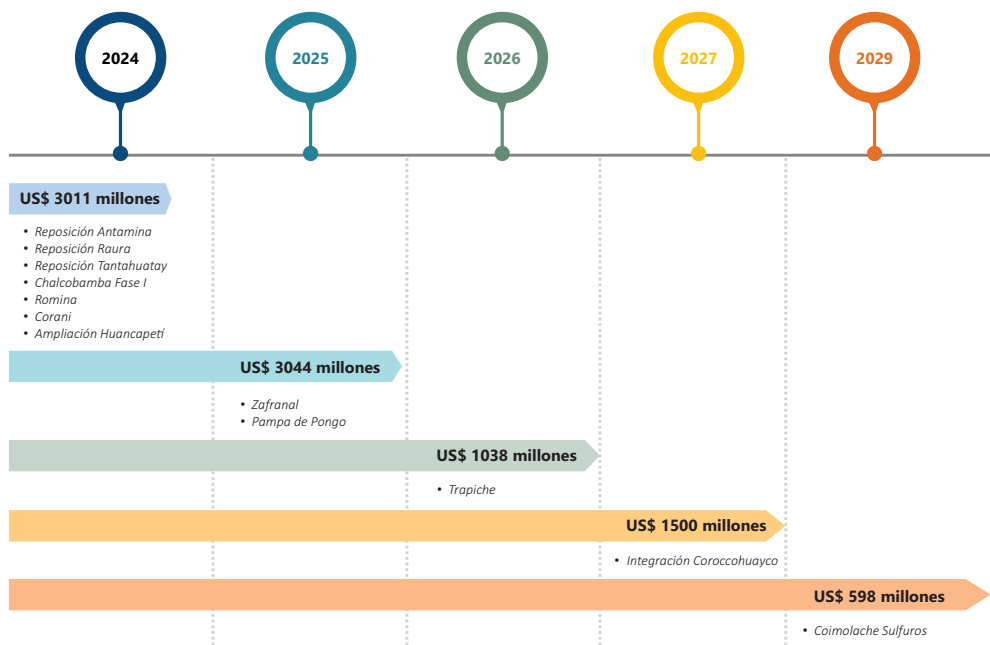 2024
2025
2026
2027
2029
US$ 3011 millones
• Reposición Antamina
• Reposición Raura
• Reposición Tantahuatay
• Chalcobamba Fase I
• Romina
• Corani
• Ampliación Huancapetí
US$ 3044 millones
• Zafranal
• Pampa de Pongo
US$ 1038 millones
• Trapiche
US$ 1500 millones
• Integración Coroccohuayco
US$ 598 millones
• Coimolache Sulfuros